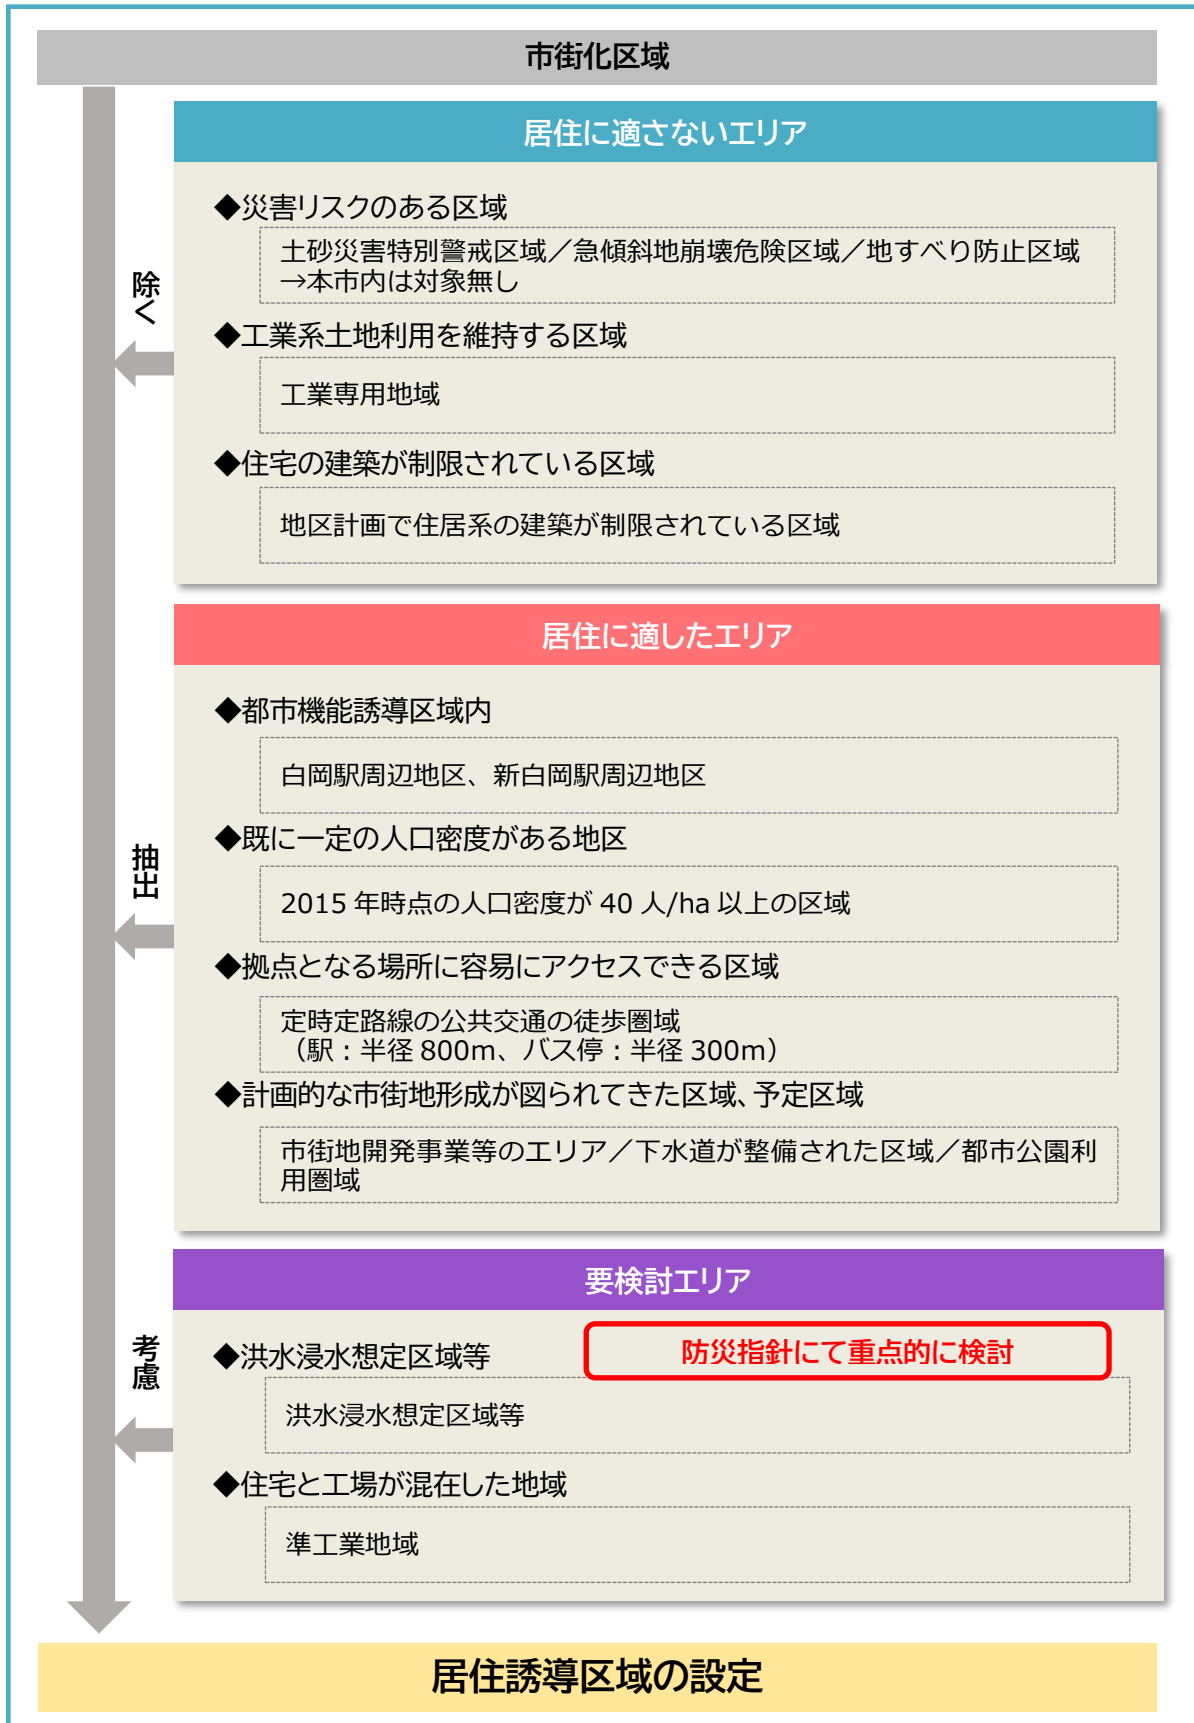 市街化区域
居住に適さないエリア
◆災害リスクのある区域
土砂災害特別警戒区域／急傾斜地崩壊危険区域／地すべり防止区域
→本市内は対象無し
除く
◆工業系土地利用を維持する区域
工業専用地域
◆住宅の建築が制限されている区域
地区計画で住居系の建築が制限されている区域
居住に適したエリア
◆都市機能誘導区域内
白岡駅周辺地区、新白岡駅周辺地区
◆既に一定の人口密度がある地区
抽出
2015 年時点の人口密度が 40 人/ha 以上の区域
◆拠点となる場所に容易にアクセスできる区域
定時定路線の公共交通の徒歩圏域
（駅：半径 800m、バス停：半径 300m）
◆計画的な市街地形成が図られてきた区域、予定区域
市街地開発事業等のエリア／下水道が整備された区域／都市公園利
用圏域
要検討エリア
考慮
◆洪水浸水想定区域等
防災指針にて重点的に検討
洪水浸水想定区域等
◆住宅と工場が混在した地域
準工業地域
居住誘導区域の設定